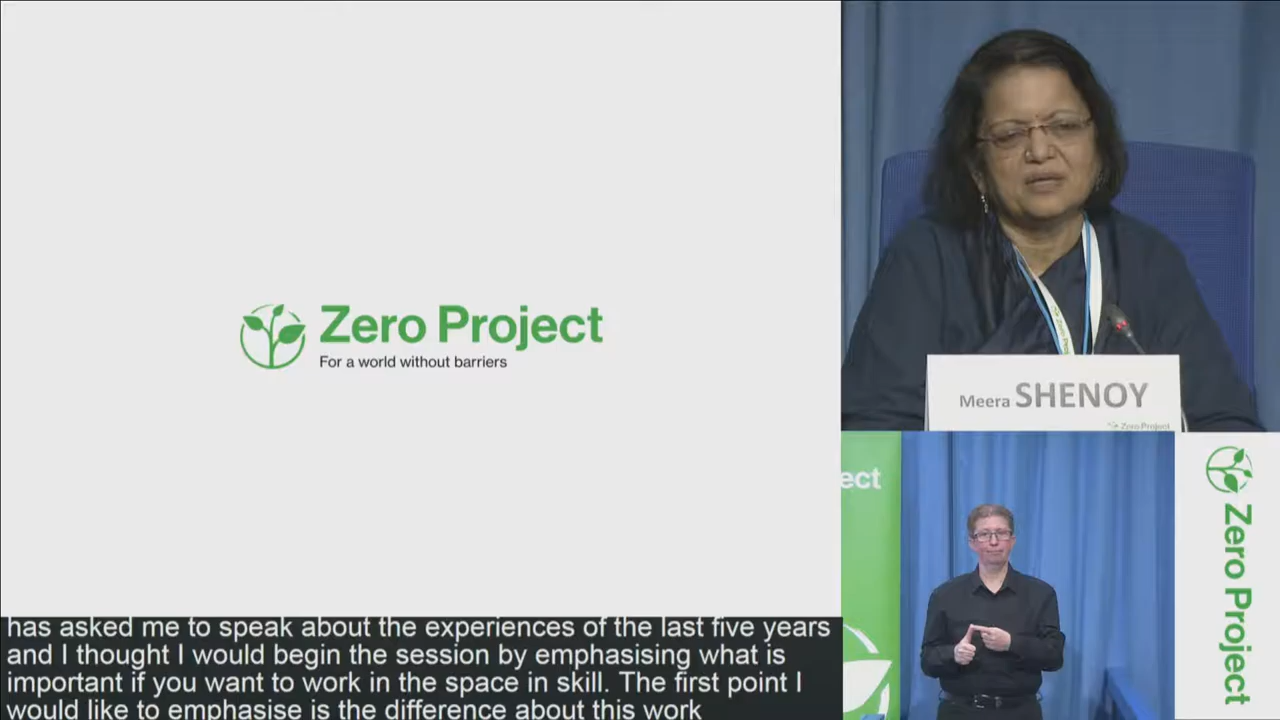 Zero Project
For a world without barriers
has asked me to speak about the experiences of the last five years
and I thought I would begin the session by emphasising what is
important if you want to work in the space in skill. The first point I
would like to emphasise is the difference about this work
Meera SHENOY
Zero Project
ect
Zero Project